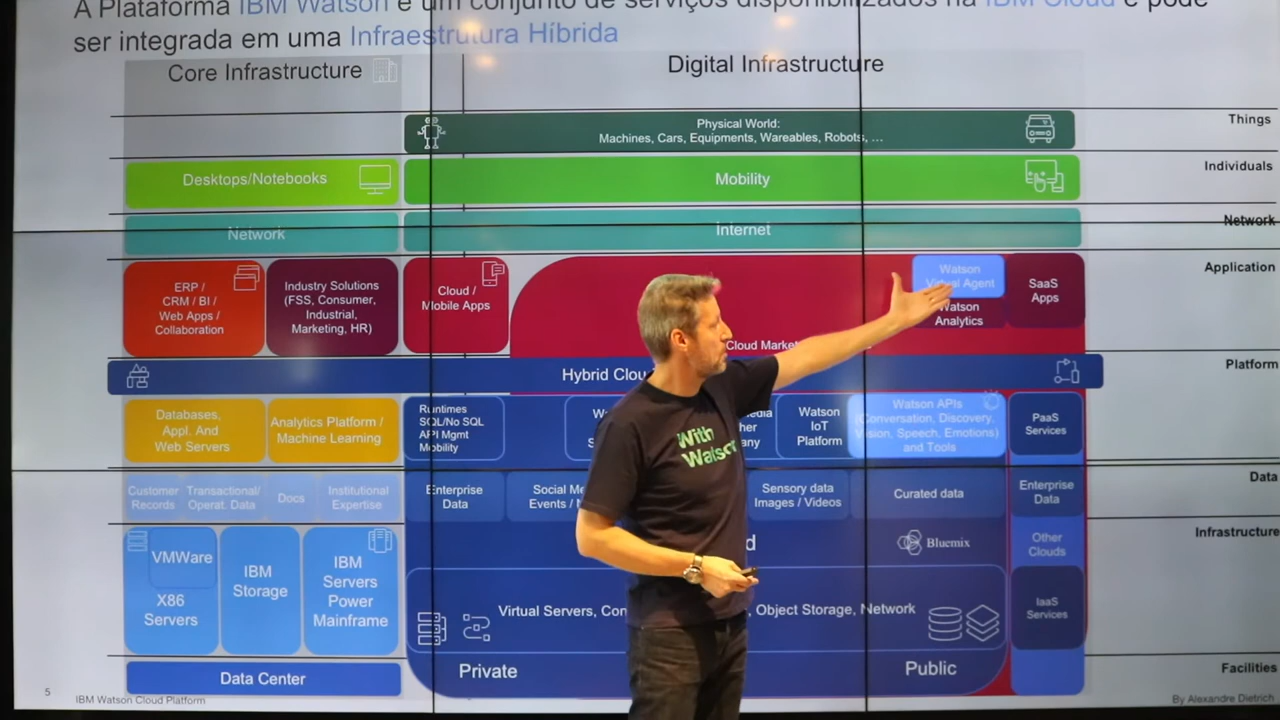 A Plataforma IBM Watson é um conjunto de serviços disponibilizados na IBM Cloud e pode
ser integrada em uma Infraestrutura Híbrida
Core Infrastructure
Digital Infrastructure
Physical World:
Machines, Cars, Equipments, Wareables, Robots, ...
Things
Desktops/Notebooks
Mobility
Individuals
Network
Internet
Network
ERP /
CRM / BI /
Web Apps /
Collaboration
Industry Solutions
(FSS, Consumer,
Industrial,
Marketing, HR)
Cloud /
Mobile Apps
Cloud
Watson
Virtual Agent
Watson
Analytics
SaaS
Apps
Application
Hybrid
Platform
Databases,
Appl. And
Web Servers
Analytics Platform /
Machine Learning
Runtimes
SQL/No SQL
API Mgmt
Mobility
Watson
IoT
Platform
Watson APIs
(Conversation, Discovery,
Vision, Speech, Emotions)
and Tools
PaaS
Services
Customer
Records
Transactional/
Operat. Data
Docs
Institutional
Expertise
Enterprise
Data
Social
Events /
Sensory data
Images / Videos
Curated data
Enterprise
Data
Data
VMWare
X86
Servers
IBM
Storage
IBM
Servers
Power
Mainframe
Bluemix
Other
Clouds
Infrastructure
Virtual Servers,
Object Storage, Network
IaaS
Services
Private
Public
Data Center
Facilities
With
Watson
5
IBM Watson Cloud Platform
By Alexandre Dietrich